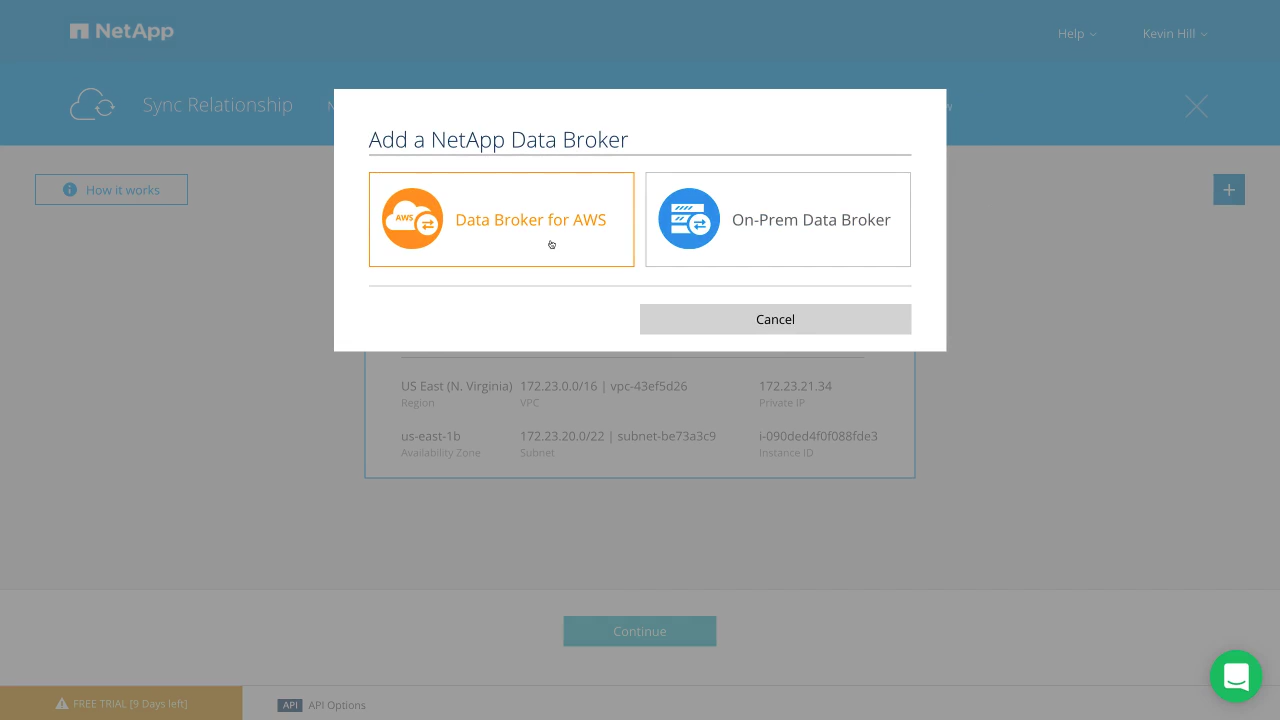 NetApp
Help
Kevin Hill
Sync Relationship
Add a NetApp Data Broker
How it works
AWS
Data Broker for AWS
On-Prem Data Broker
+
Cancel
US East (N. Virginia) 172.23.0.0/16 | vpc-43ef5d26 172.23.21.34
Region VPC Private IP
us-east-1b 172.23.20.0/22 | subnet-be73a3c9 i-090ded4f0f088fde3
Availability Zone Subnet Instance ID
Continue
FREE TRIAL [9 Days left]
API API Options